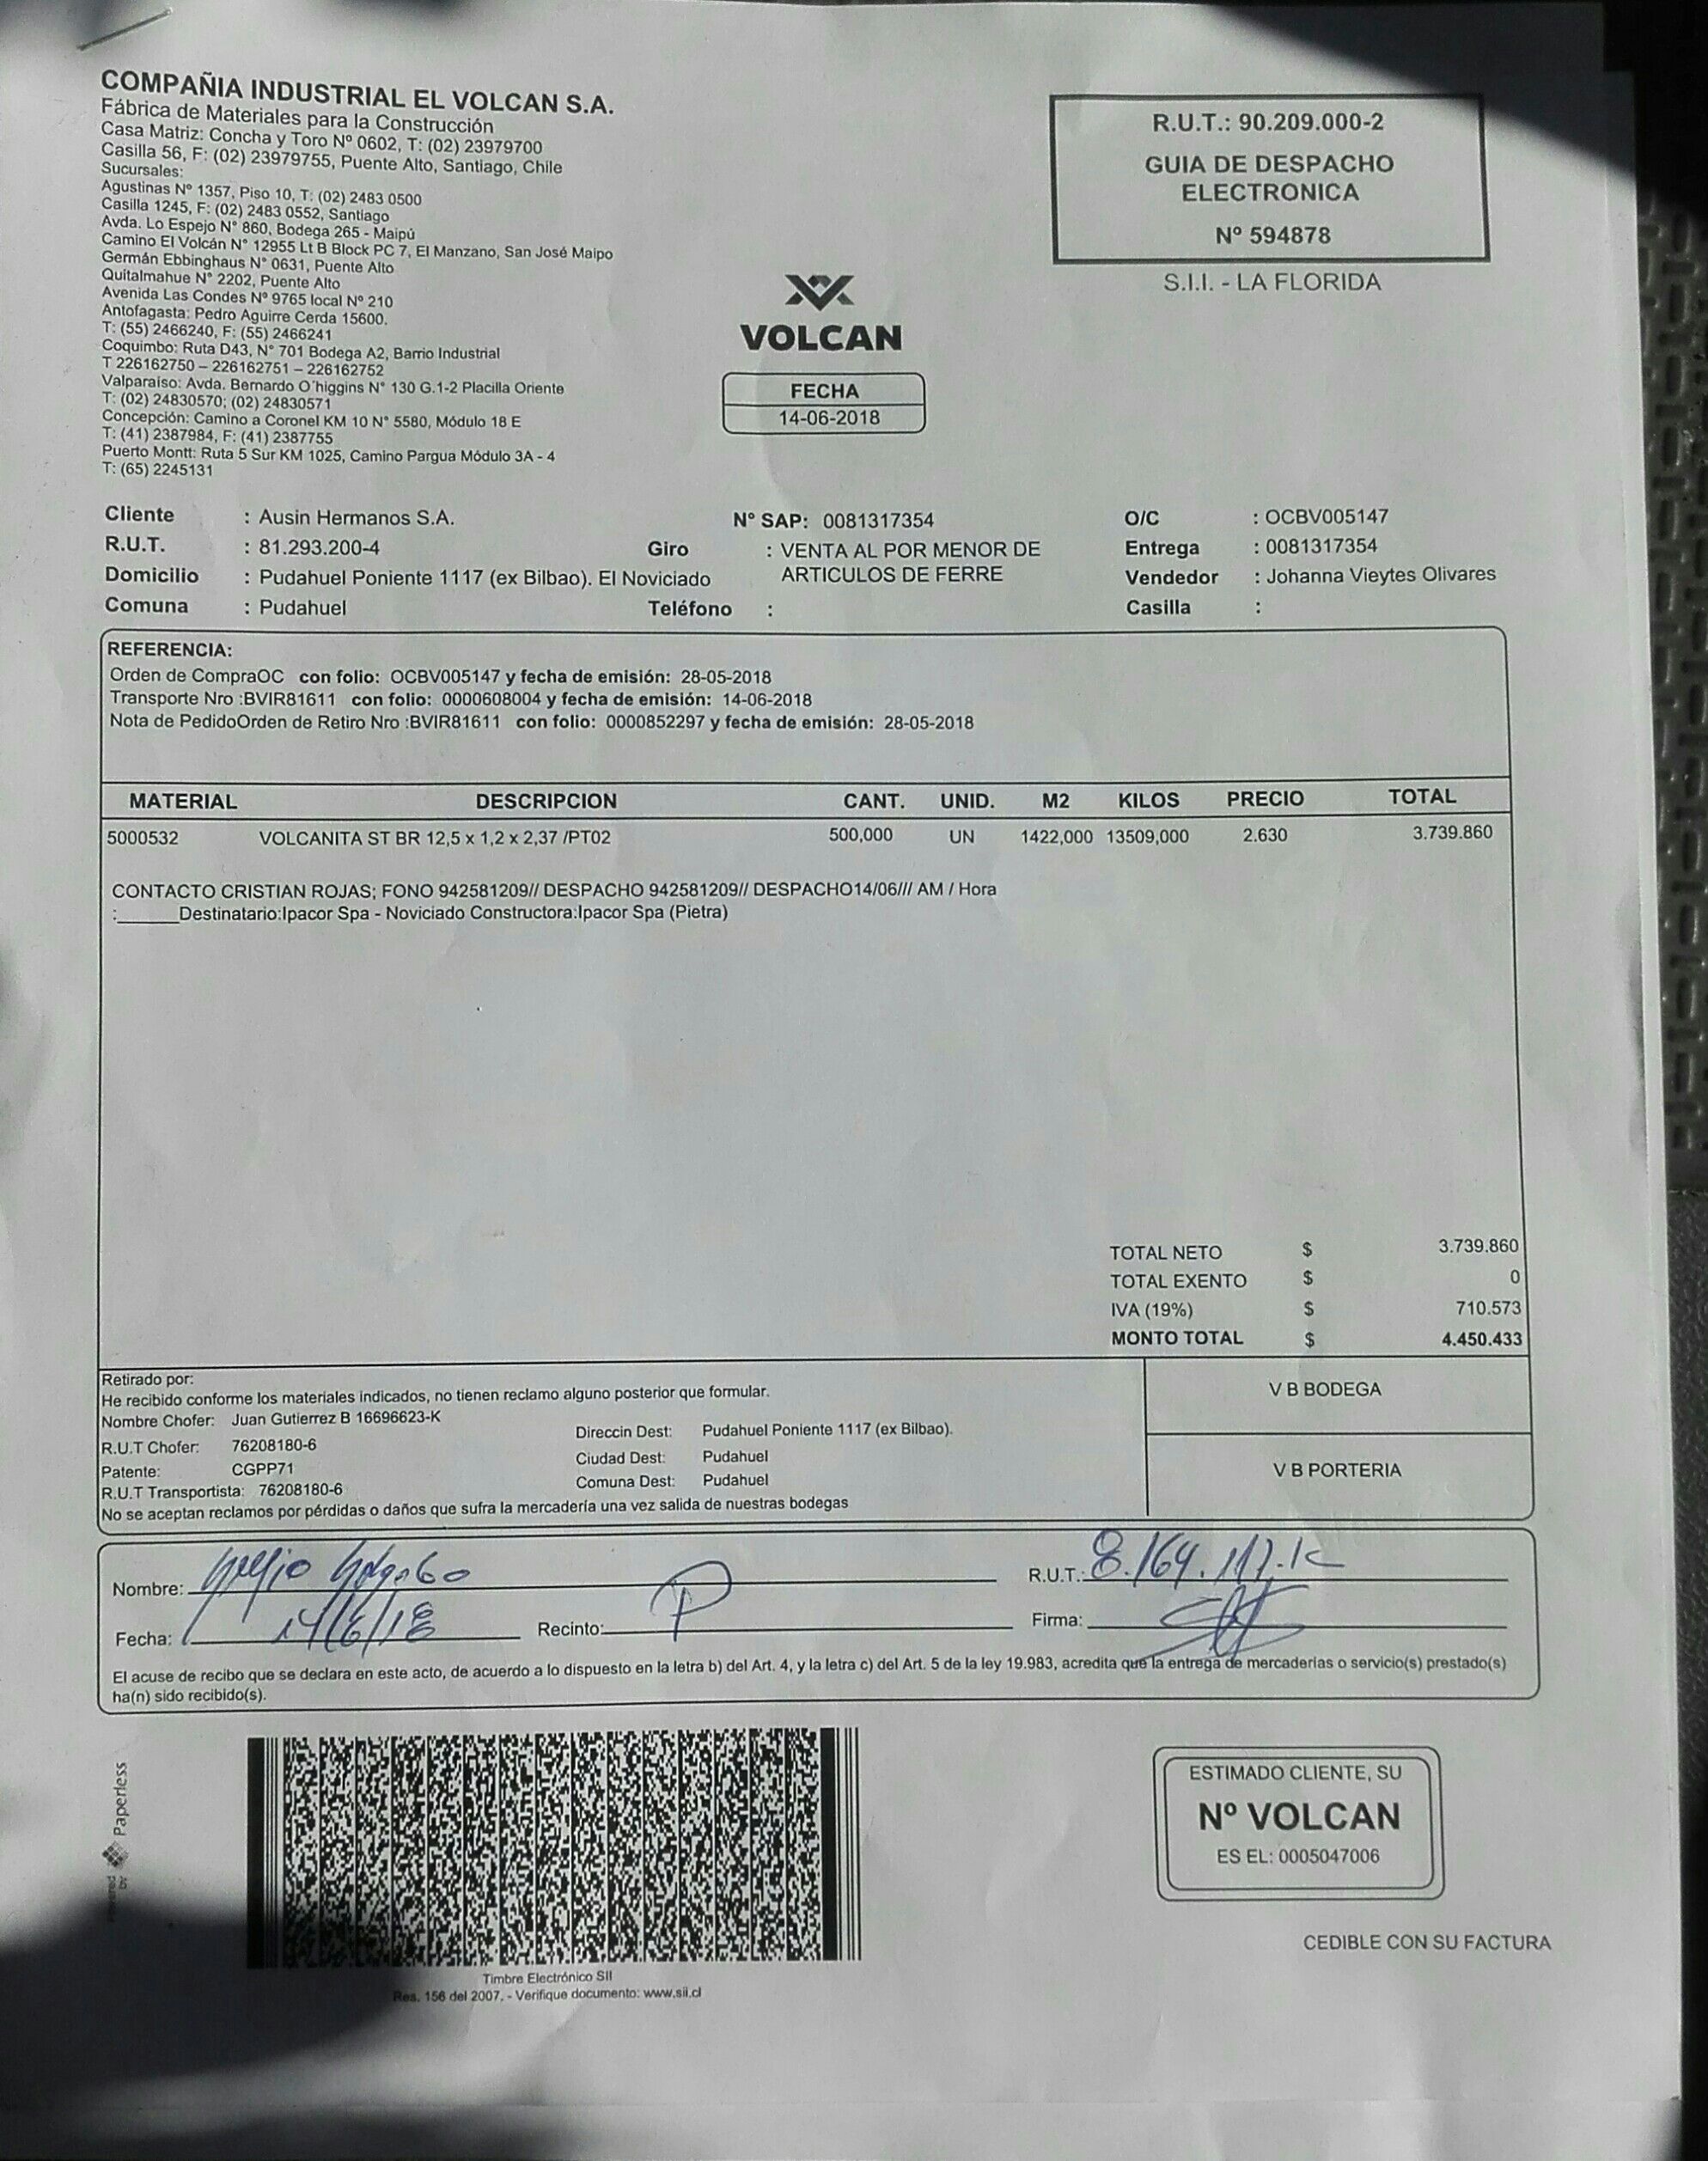 COMPAÑIA INDUSTRIAL EL VOLCAN S.A.
Fábrica de Materiales para la Construcción
Casa Matriz: Concha y Toro Nº 0602, T: (02) 23979700
Casilla 56, F: (02) 23979755, Puente Alto, Santiago, Chile
Sucursales:
Agustinas Nº 1357, Piso 10, T: (02) 2483 0500
Casilla 1245, F: (02) 2483 0552, Santiago
Avda. Lo Espejo N° 860, Bodega 265 - Maipú
Camino El Volcán N° 12955 Lt B Block PC 7, El Manzano, San José Maipo
Germán Ebbinghaus N° 0631, Puente Alto
Quitalmahue N° 2202, Puente Alto
Avenida Las Condes Nº 9765 local Nº 210
Antofagasta: Pedro Aguirre Cerda 15600.
T: (55) 2466240, F: (55) 2466241
Coquimbo: Ruta D43, N° 701 Bodega A2, Barrio Industrial
T 226162750 – 226162751 – 226162752
Valparaiso: Avda. Bernardo O´higgins N° 130 G.1-2 Placilla Oriente
T: (02) 24830570; (02) 24830571
Concepción: Camino a Coronel KM 10 N° 5580, Módulo 18 E
T: (41) 2387984, F: (41) 2387755
Puerto Montt: Ruta 5 Sur KM 1025, Camino Pargua Módulo 3A - 4
T: (65) 2245131
R.U.T.: 90.209.000-2
GUIA DE DESPACHO
ELECTRONICA
Nº 594878
S.I.I. - LA FLORIDA
VOLCAN
FECHA
14-06-2018
Cliente : Ausin Hermanos S.A. N° SAP: 0081317354 O/C : OCBV005147
R.U.T. : 81.293.200-4 Giro : VENTA AL POR MENOR DE Entrega : 0081317354
Domicilio : Pudahuel Poniente 1117 (ex Bilbao). El Noviciado ARTICULOS DE FERRE Vendedor : Johanna Vieytes Olivares
Comuna : Pudahuel Teléfono : Casilla :
REFERENCIA:
Orden de CompraOC con folio: OCBV005147 y fecha de emisión: 28-05-2018
Transporte Nro :BVIR81611 con folio: 0000608004 y fecha de emisión: 14-06-2018
Nota de PedidoOrden de Retiro Nro :BVIR81611 con folio: 0000852297 y fecha de emisión: 28-05-2018
MATERIAL DESCRIPCION CANT. UNID. M2 KILOS PRECIO TOTAL
5000532 VOLCANITA ST BR 12,5 x 1,2 x 2,37 /PT02 500,000 UN 1422,000 13509,000 2.630 3.739.860
CONTACTO CRISTIAN ROJAS; FONO 942581209// DESPACHO 942581209// DESPACHO14/06/// AM / Hora
:______Destinatario:Ipacor Spa - Noviciado Constructora:Ipacor Spa (Pietra)
TOTAL NETO $ 3.739.860
TOTAL EXENTO $ 0
IVA (19%) $ 710.573
MONTO TOTAL $ 4.450.433
Retirado por:
He recibido conforme los materiales indicados, no tienen reclamo alguno posterior que formular.
Nombre Chofer: Juan Gutierrez B 16696623-K
R.U.T Chofer: 76208180-6
Patente: CGPP71
R.U.T Transportista: 76208180-6
Direccin Dest: Pudahuel Poniente 1117 (ex Bilbao).
Ciudad Dest: Pudahuel
Comuna Dest: Pudahuel
No se aceptan reclamos por pérdidas o daños que sufra la mercadería una vez salida de nuestras bodegas
V B BODEGA
V B PORTERIA
Nombre: R.U.T.: 8.164.117.K
Fecha: 14/6/18 Recinto: P Firma:
El acuse de recibo que se declara en este acto, de acuerdo a lo dispuesto en la letra b) del Art. 4, y la letra c) del Art. 5 de la ley 19.983, acredita que la entrega de mercaderías o servicio(s) prestado(s)
ha(n) sido recibido(s).
Powered by Paperless
Timbre Electrónico SII
Res. 156 del 2007. - Verifique documento: www.sii.cl
ESTIMADO CLIENTE, SU
Nº VOLCAN
ES EL: 0005047006
CEDIBLE CON SU FACTURA